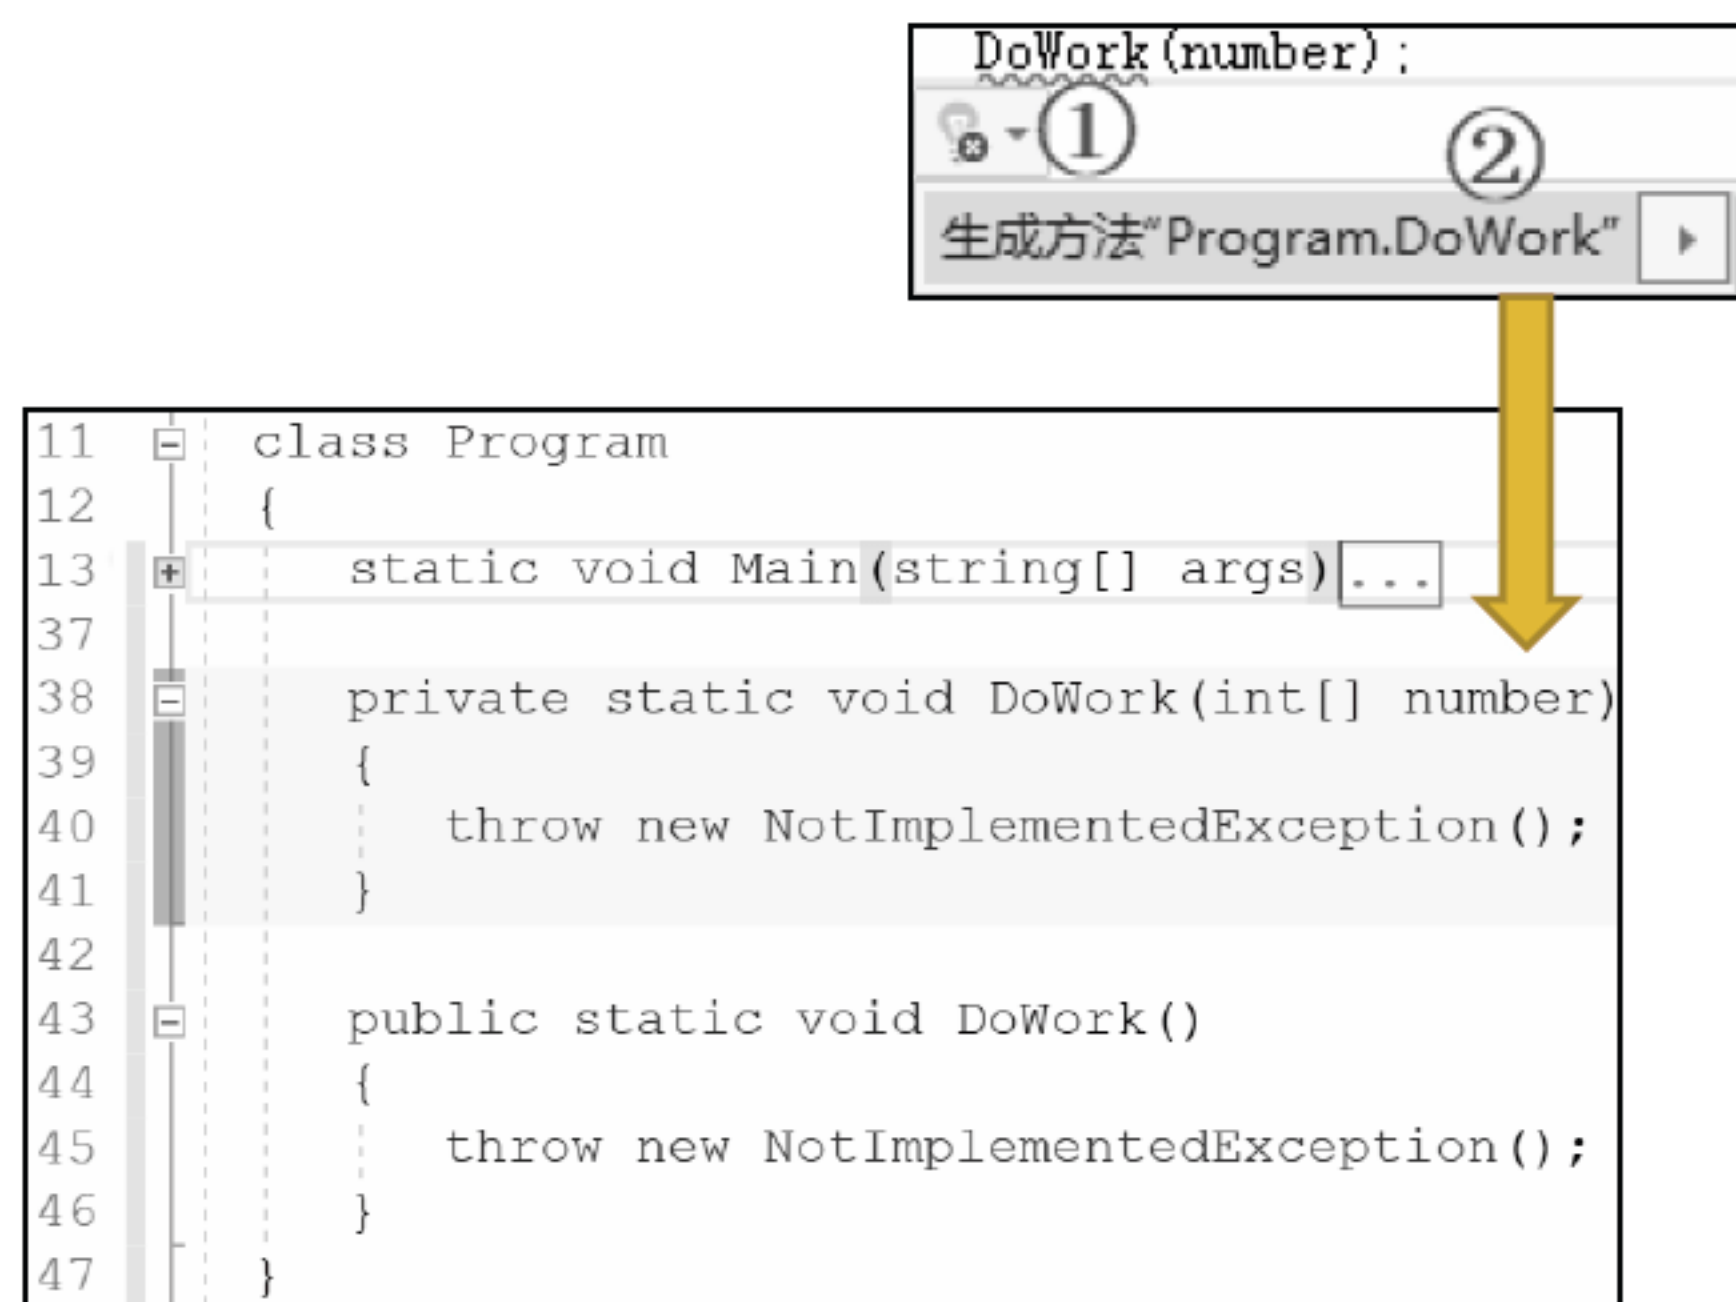 DoWork(number);
①
②
生成方法"Program.DoWork"
11 class Program
12 {
13 static void Main(string[] args)...
37
38 private static void DoWork(int[] number)
39 {
40 throw new NotImplementedException();
41 }
42
43 public static void DoWork()
44 {
45 throw new NotImplementedException();
46 }
47 }